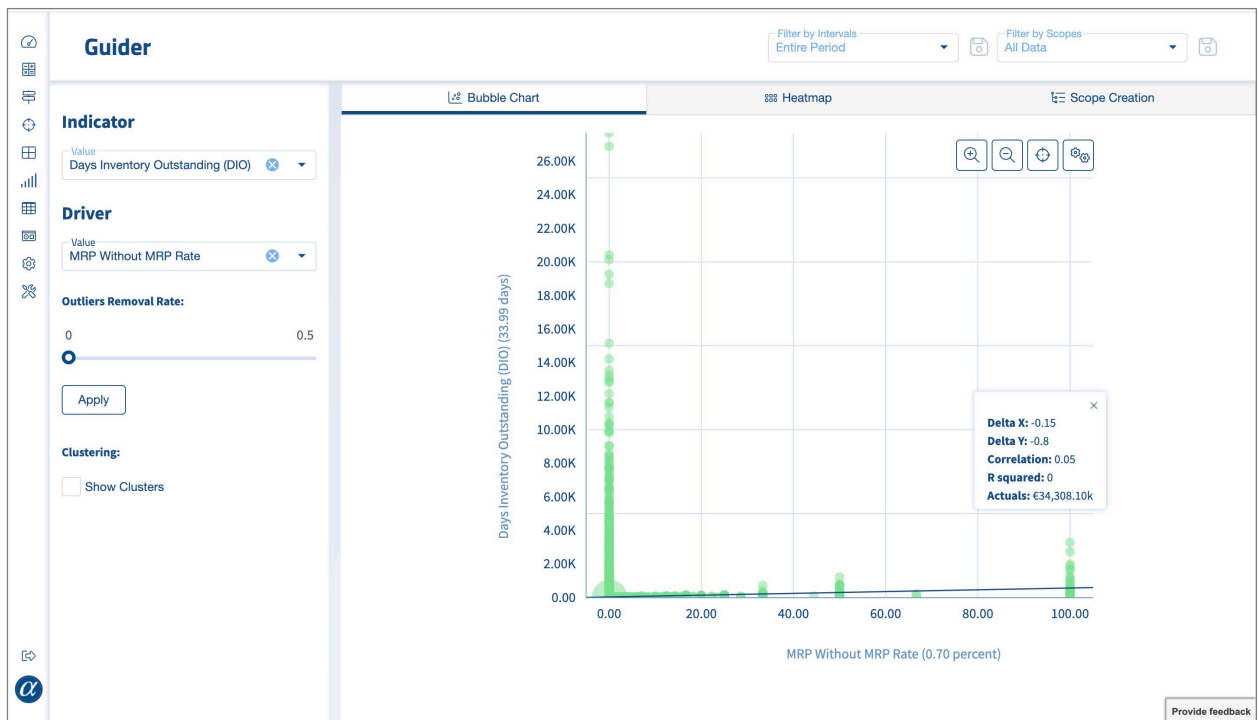 Guider
Filter by Intervals
Entire Period
Filter by Scopes
All Data
Indicator
Value
Days Inventory Outstanding (DIO)
Driver
Value
MRP Without MRP Rate
Outliers Removal Rate:
0 0.5
Apply
Clustering:
Show Clusters
Bubble Chart
Heatmap
Scope Creation
Days Inventory Outstanding (DIO) (33.99 days)
26.00K
24.00K
22.00K
20.00K
18.00K
16.00K
14.00K
12.00K
10.00K
8.00K
6.00K
4.00K
2.00K
0.00
0.00 20.00 40.00 60.00 80.00 100.00
MRP Without MRP Rate (0.70 percent)
Delta X: -0.15
Delta Y: -0.8
Correlation: 0.05
R squared: 0
Actuals: €34,308.10k
α
Provide feedback